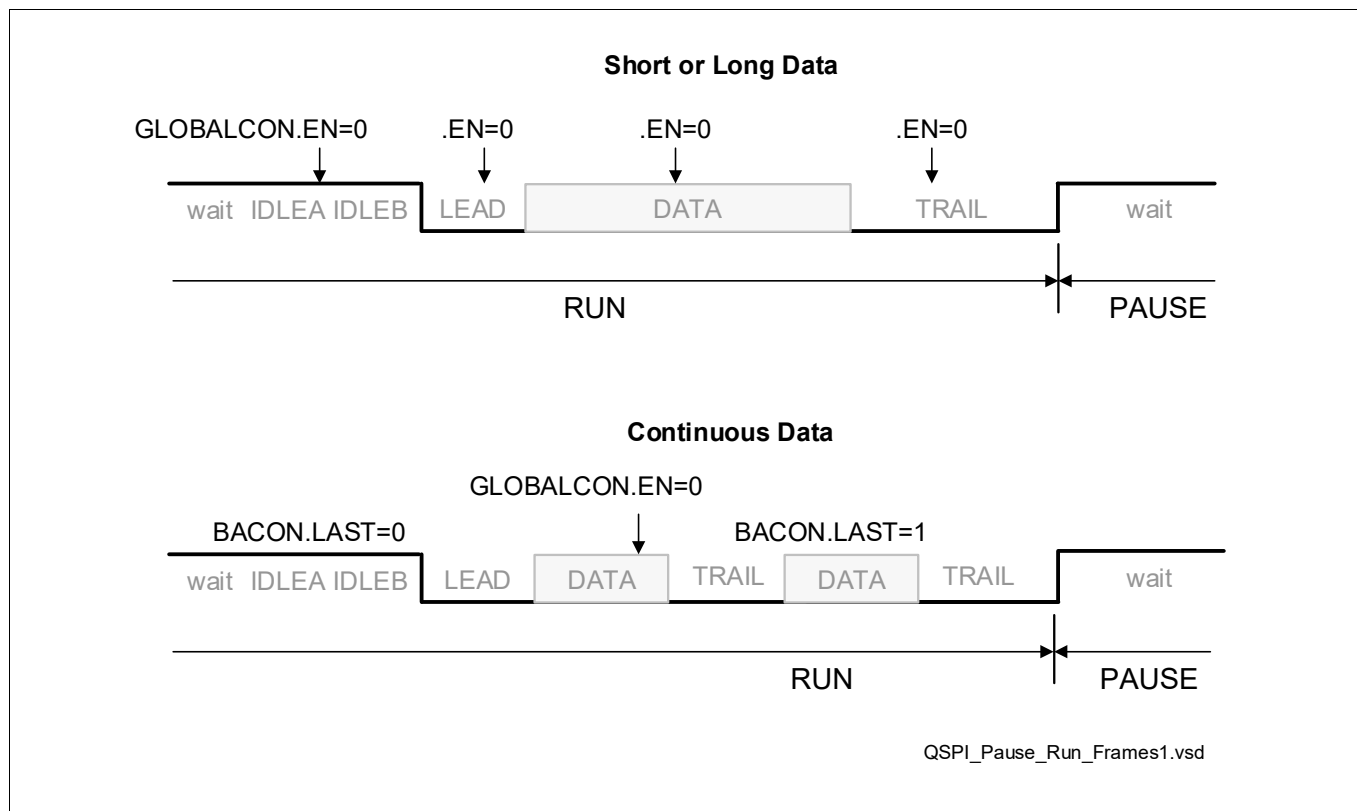 Short or Long Data
GLOBALCON.EN=0 .EN=0 .EN=0 .EN=0
wait IDLEA IDLEB LEAD DATA TRAIL wait
RUN PAUSE
Continuous Data
GLOBALCON.EN=0
BACON.LAST=0 BACON.LAST=1
wait IDLEA IDLEB LEAD DATA TRAIL DATA TRAIL wait
RUN PAUSE
QSPI_Pause_Run_Frames1.vsd